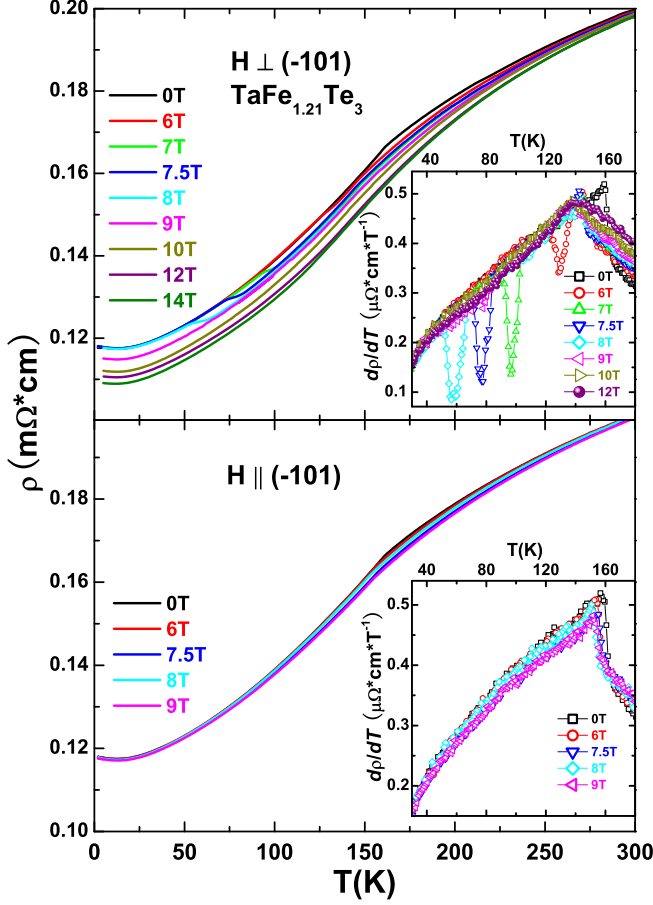 0.20
0.18
0.16
0.14
0.12
ρ (mΩ*cm)
H ⊥ (-101)
TaFe1.21Te3
0T
6T
7T
7.5T
8T
9T
10T
12T
14T
T(K)
40 80 120 160
0.5
0.4
0.3
0.2
0.1
dρ/dT (μΩ*cm*T-1)
0T
6T
7T
7.5T
8T
9T
10T
12T
H || (-101)
0.18
0.16
0.14
0.12
0.10
0T
6T
7.5T
8T
9T
T(K)
40 80 120 160
0.5
0.4
0.3
0.2
dρ/dT (μΩ*cm*T-1)
0T
6T
7.5T
8T
9T
0 50 100 150 200 250 300
T(K)